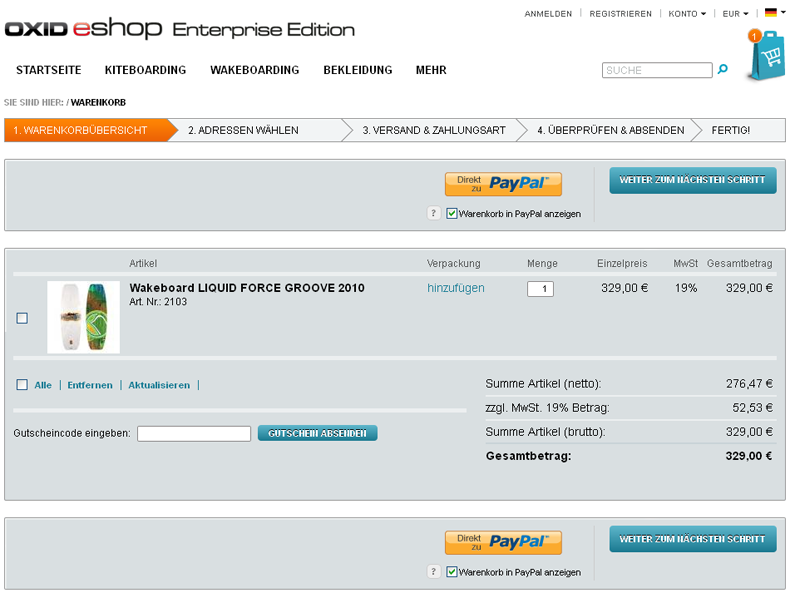 ANMELDEN | REGISTRIEREN | KONTO | EUR
OXID eshop Enterprise Edition
1
STARTSEITE KITEBOARDING WAKEBOARDING BEKLEIDUNG MEHR
SUCHE
SIE SIND HIER: / WARENKORB
1. WARENKORBÜBERSICHT 2. ADRESSEN WÄHLEN 3. VERSAND & ZAHLUNGSART 4. ÜBERPRÜFEN & ABSENDEN FERTIG!
Direkt zu PayPal™ WEITER ZUM NÄCHSTEN SCHRITT
? Warenkorb in PayPal anzeigen
Artikel Verpackung Menge Einzelpreis MwSt Gesamtbetrag
Wakeboard LIQUID FORCE GROOVE 2010 hinzufügen 1 329,00 € 19% 329,00 €
Art. Nr.: 2103
Alle | Entfernen | Aktualisieren |
Summe Artikel (netto): 276,47 €
zzgl. MwSt. 19% Betrag: 52,53 €
Gutscheincode eingeben: GUTSCHEIN ABSENDEN
Summe Artikel (brutto): 329,00 €
Gesamtbetrag: 329,00 €
Direkt zu PayPal™ WEITER ZUM NÄCHSTEN SCHRITT
? Warenkorb in PayPal anzeigen